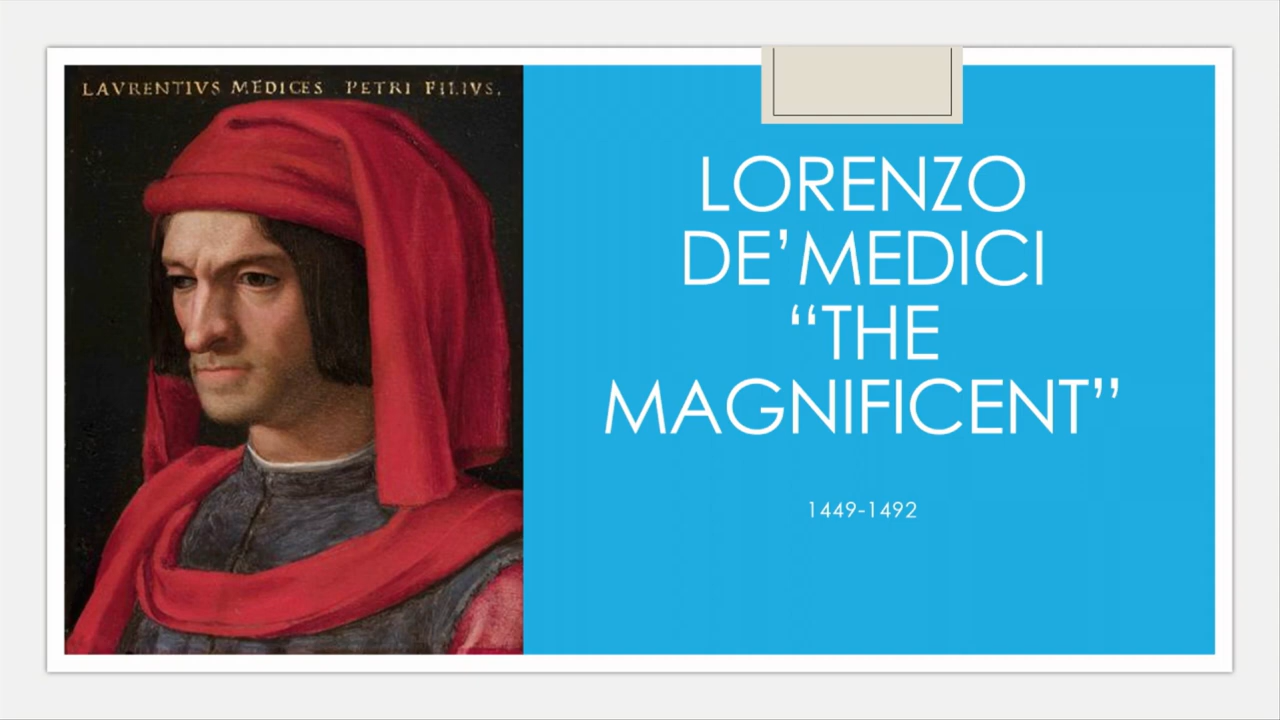 LAVRENTIVS MEDICES PETRI FILIVS.
LORENZO
DE’MEDICI
“THE
MAGNIFICENT”
1449-1492